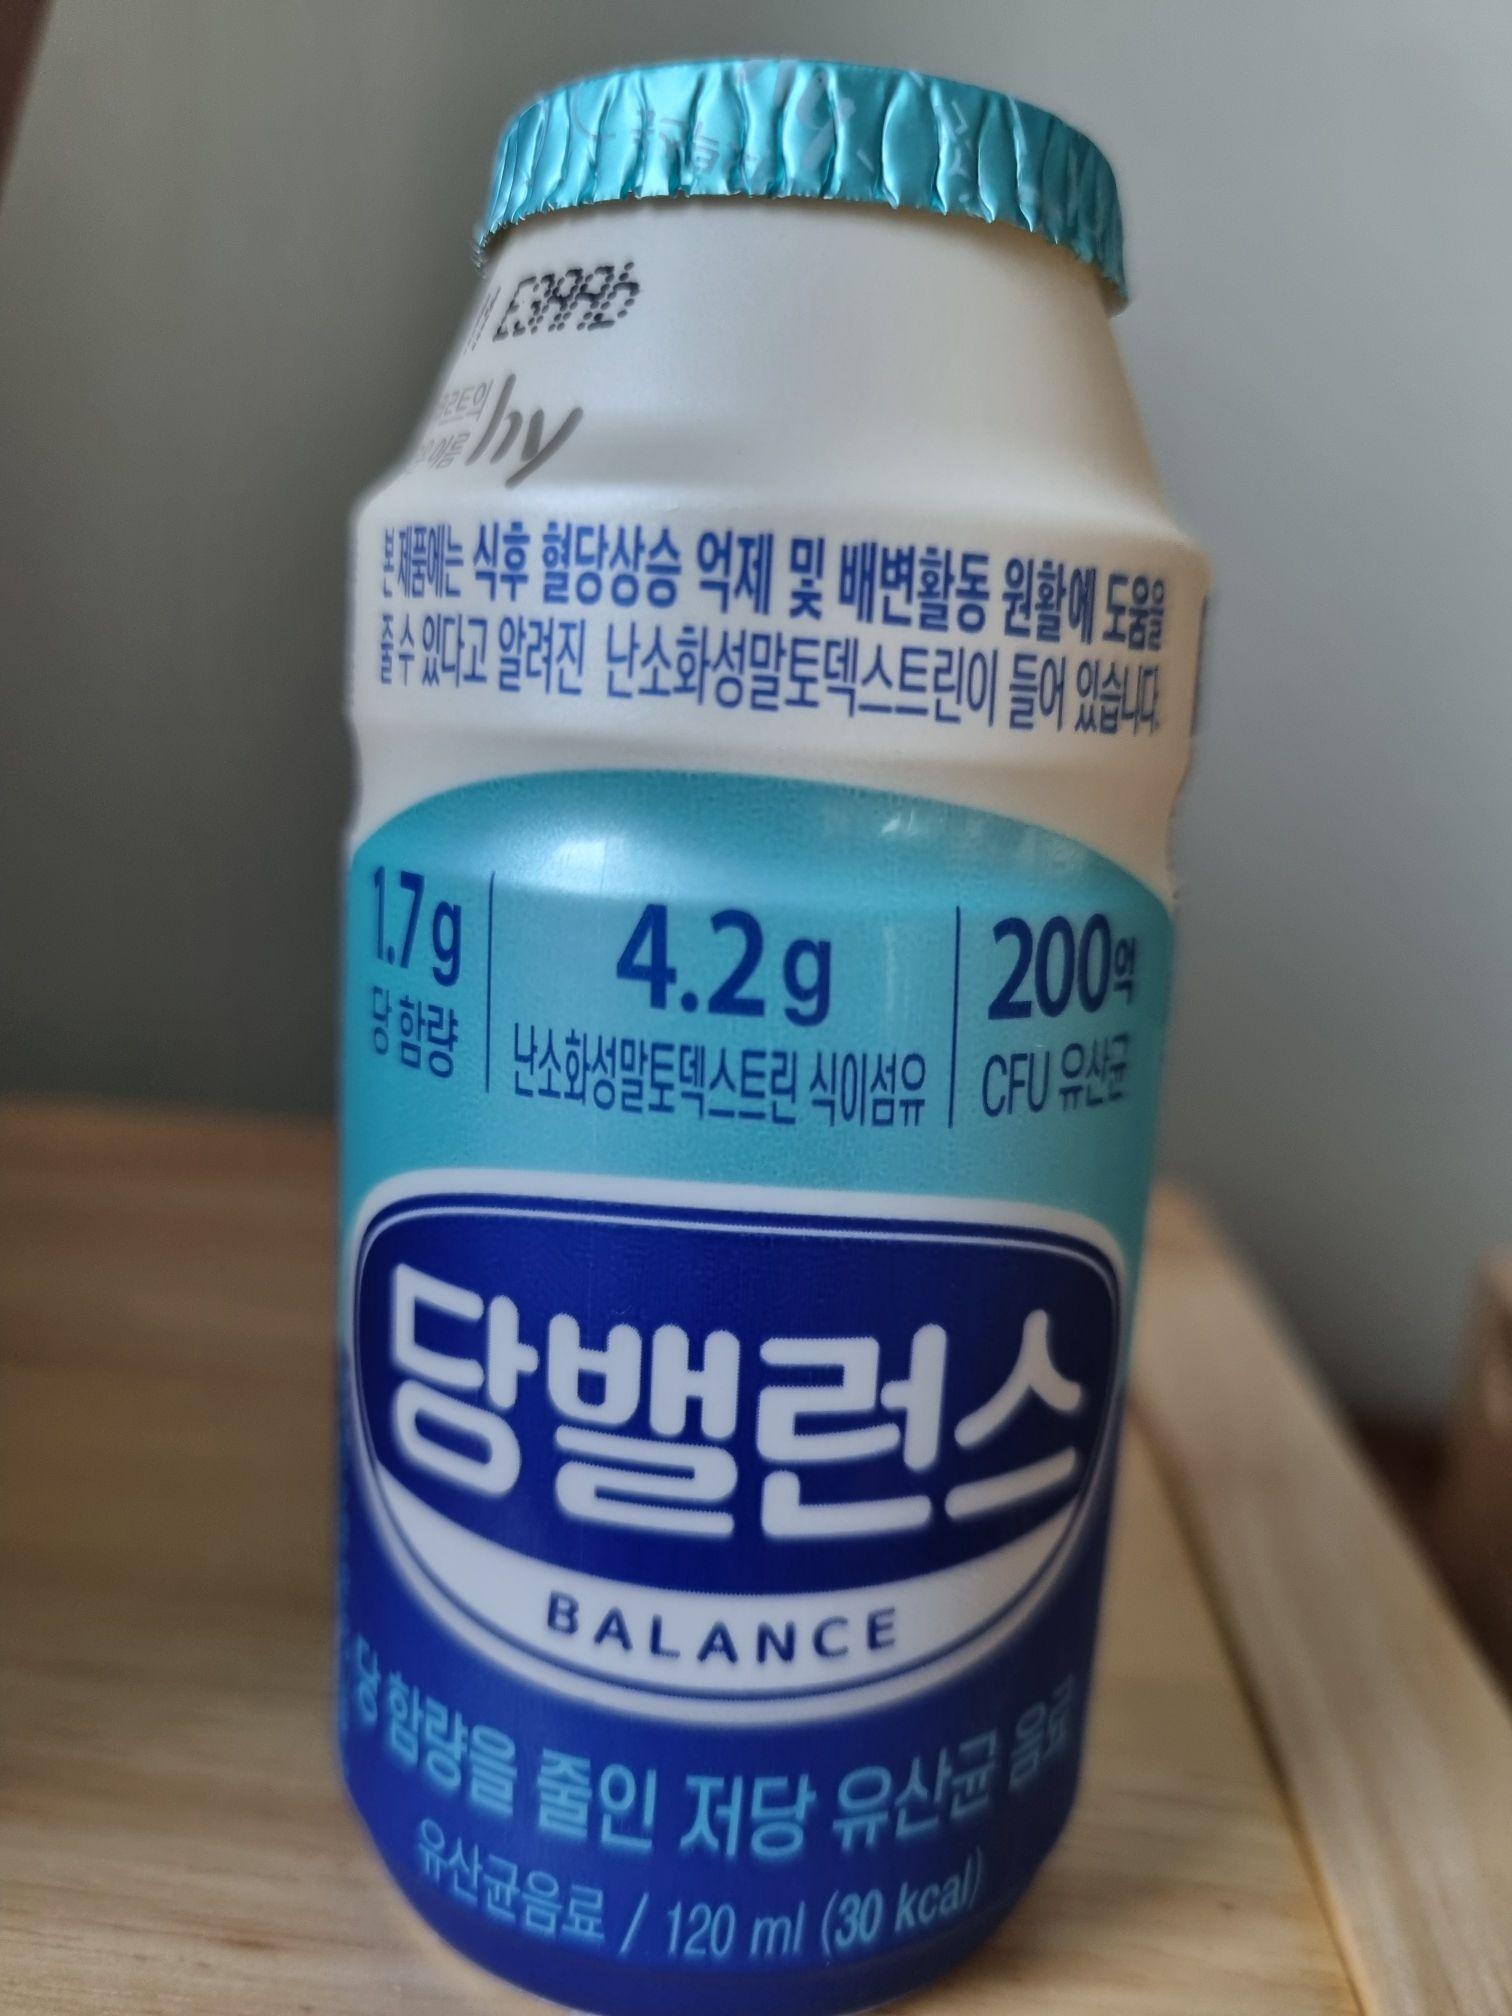 E3AA6
hy
본 제품에는 식후 혈당상승 억제 및 배변활동 원활에 도움을
줄 수 있다고 알려진 난소화성말토덱스트린이 들어 있습니다.
1.7g
당 함량
4.2g
난소화성말토덱스트린 식이섬유
200억
CFU 유산균
당밸런스
BALANCE
당 함량을 줄인 저당 유산균 음료
유산균음료 / 120 ml (30 kcal)